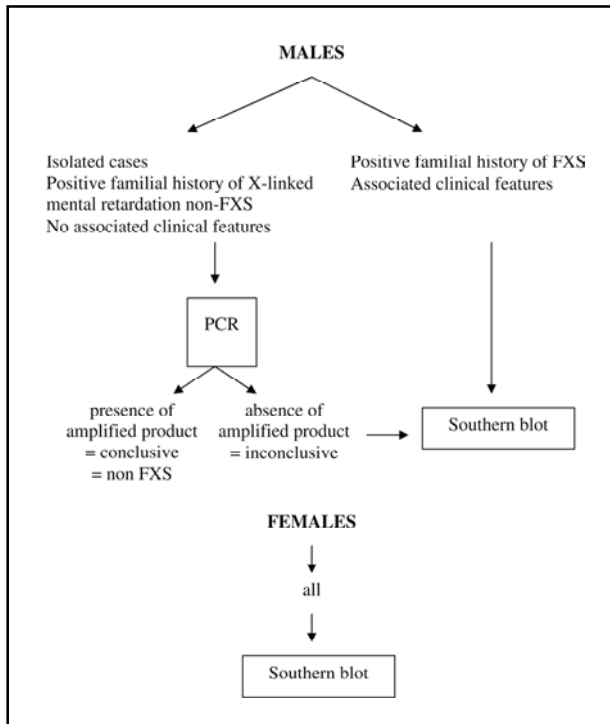 MALES
Isolated cases
Positive familial history of X-linked
mental retardation non-FXS
No associated clinical features
Positive familial history of FXS
Associated clinical features
PCR
presence of
amplified product
= conclusive
= non FXS
absence of
amplified product
= inconclusive
Southern blot
FEMALES
all
Southern blot